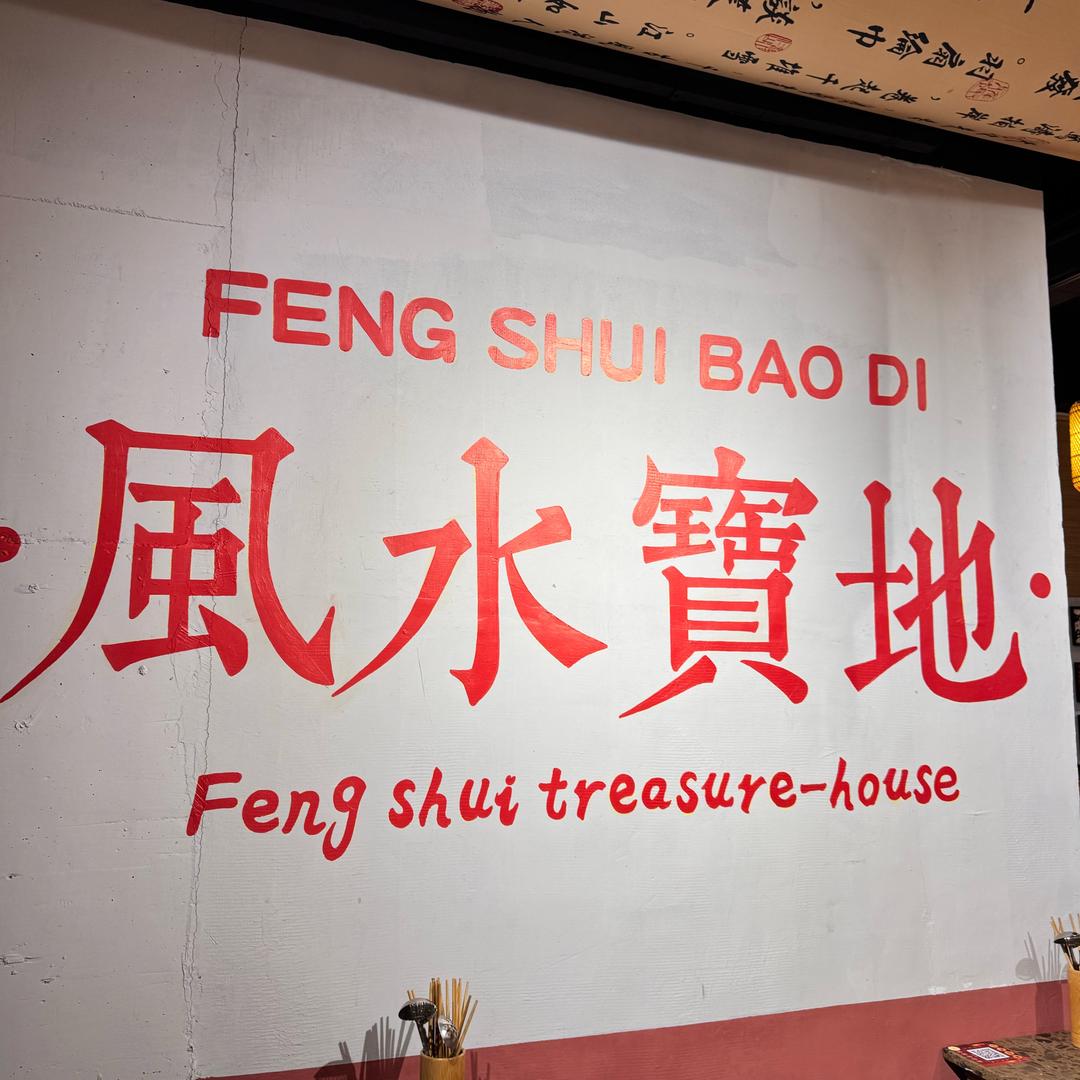 FENG SHUI BAO DI
·風水寶地·
Feng shui treasure-house